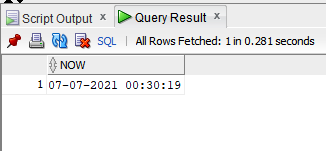 Script Output x Query Result x
SQL | All Rows Fetched: 1 in 0.281 seconds
NOW
1 07-07-2021 00:30:19